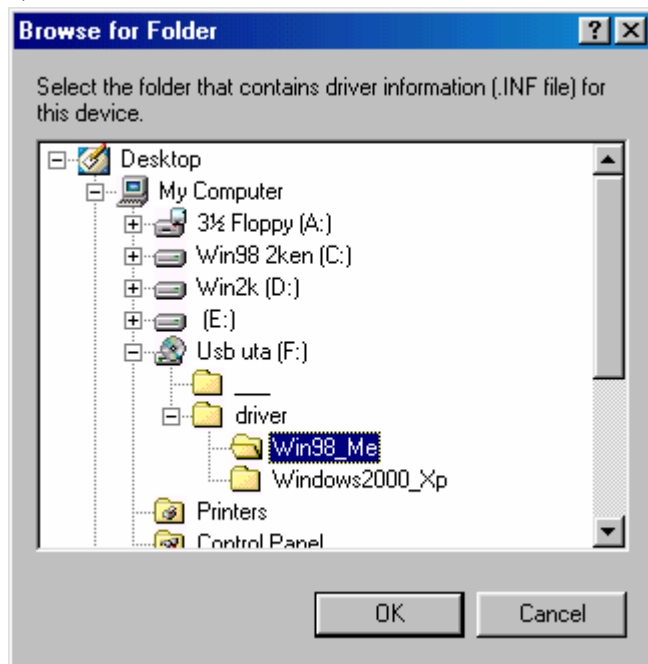 Browse for Folder
Select the folder that contains driver information (.INF file) for
this device.
Desktop
My Computer
3½ Floppy (A:)
Win98 2ken (C:)
Win2k (D:)
(E:)
Usb uta (F:)
___
driver
Win98_Me
Windows2000_Xp
Printers
Control Panel
OK Cancel